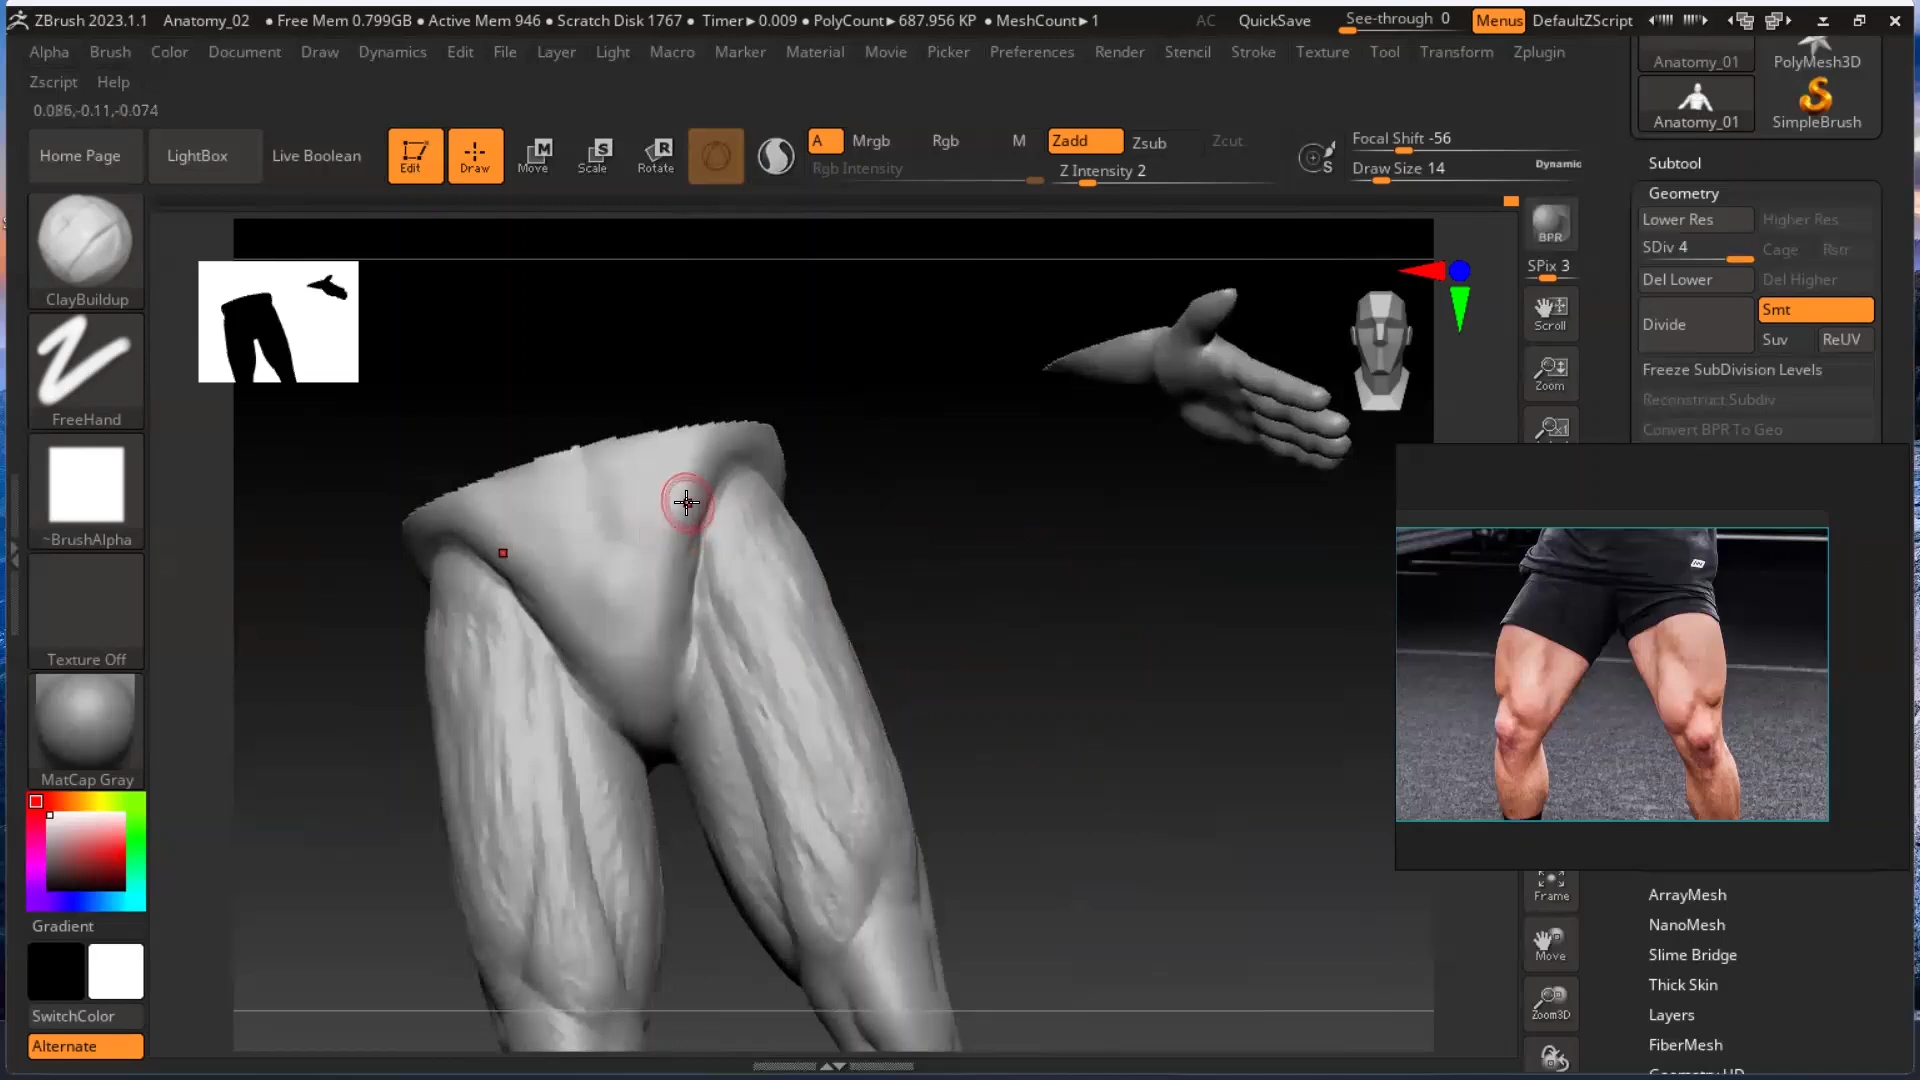 ZBrush 2023.1.1 Anatomy_02 ● Free Mem 0.799GB ● Active Mem 946 ● Scratch Disk 1767 ● Timer►0.009 ● PolyCount►687.956 KP ● MeshCount►1 AC QuickSave See-through 0 Menus DefaultZScript
Alpha Brush Color Document Draw Dynamics Edit File Layer Light Macro Marker Material Movie Picker Preferences Render Stencil Stroke Texture Tool Transform Zplugin
Zscript Help
0.086,-0.11,-0.074
Home Page
LightBox
Live Boolean
Edit
Draw
Move
Scale
Rotate
A Mrgb Rgb M
Rgb Intensity
Zadd Zsub Zcut
Z Intensity 2
Focal Shift -56
Draw Size 14
Dynamic
ClayBuildup
FreeHand
~BrushAlpha
Texture Off
MatCap Gray
Gradient
SwitchColor
Alternate
BPR
SPix 3
Scroll
Zoom
Frame
Move
Zoom3D
Anatomy_01
PolyMesh3D
Anatomy_01
SimpleBrush
Subtool
Geometry
Lower Res Higher Res
SDiv 4 Cage Rstr
Del Lower Del Higher
Divide
Smt
Suv ReUV
Freeze SubDivision Levels
Reconstruct Subdiv
Convert BPR To Geo
ArrayMesh
NanoMesh
Slime Bridge
Thick Skin
Layers
FiberMesh